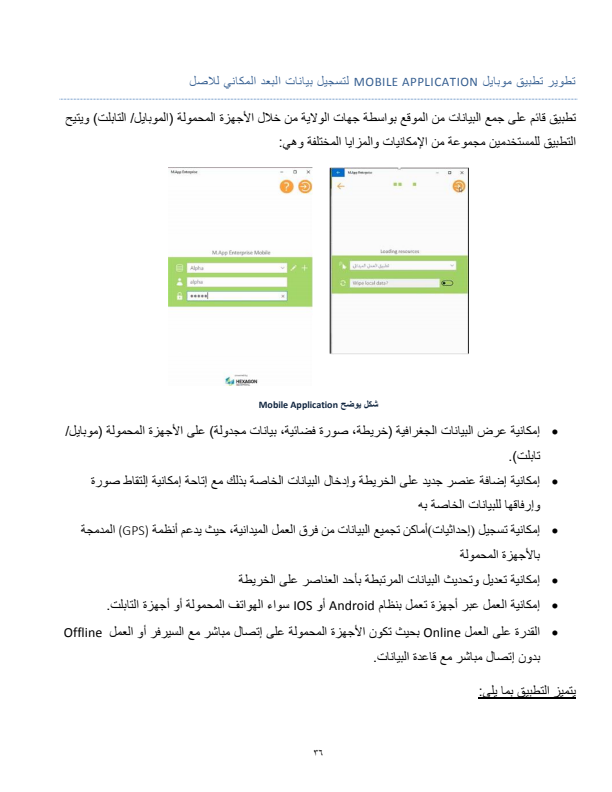 تطوير تطبيق موبايل MOBILE APPLICATION لتسجيل بيانات البعد المكاني للاصل
تطبيق قائم على جمع البيانات من الموقع بواسطة جهات الولاية من خلال الأجهزة المحمولة (الموبايل/ التابلت) ويتيح
التطبيق للمستخدمين مجموعة من الإمكانيات والمزايا المختلفة وهي:
M.App Enterprise
M.App Enterprise Mobile
Alpha
alpha
HEXAGON
M.App Enterprise
Loading resources
تطبيق العمل الميداني
Wipe local data?
شكل يوضح Mobile Application
• إمكانية عرض البيانات الجغرافية (خريطة، صورة فضائية، بيانات مجدولة) على الأجهزة المحمولة (موبايل/
تابلت).
• إمكانية إضافة عنصر جديد على الخريطة وإدخال البيانات الخاصة بذلك مع إتاحة إمكانية إلتقاط صورة
وإرفاقها للبيانات الخاصة به
• إمكانية تسجيل (إحداثيات)أماكن تجميع البيانات من فرق العمل الميدانية، حيث يدعم أنظمة (GPS) المدمجة
بالأجهزة المحمولة
• إمكانية تعديل وتحديث البيانات المرتبطة بأحد العناصر على الخريطة
• إمكانية العمل عبر أجهزة تعمل بنظام Android أو IOS سواء الهواتف المحمولة أو أجهزة التابلت.
• القدرة على العمل Online بحيث تكون الأجهزة المحمولة على إتصال مباشر مع السيرفر أو العمل Offline
بدون إتصال مباشر مع قاعدة البيانات.
يتميز التطبيق بما يلي:
٣٦